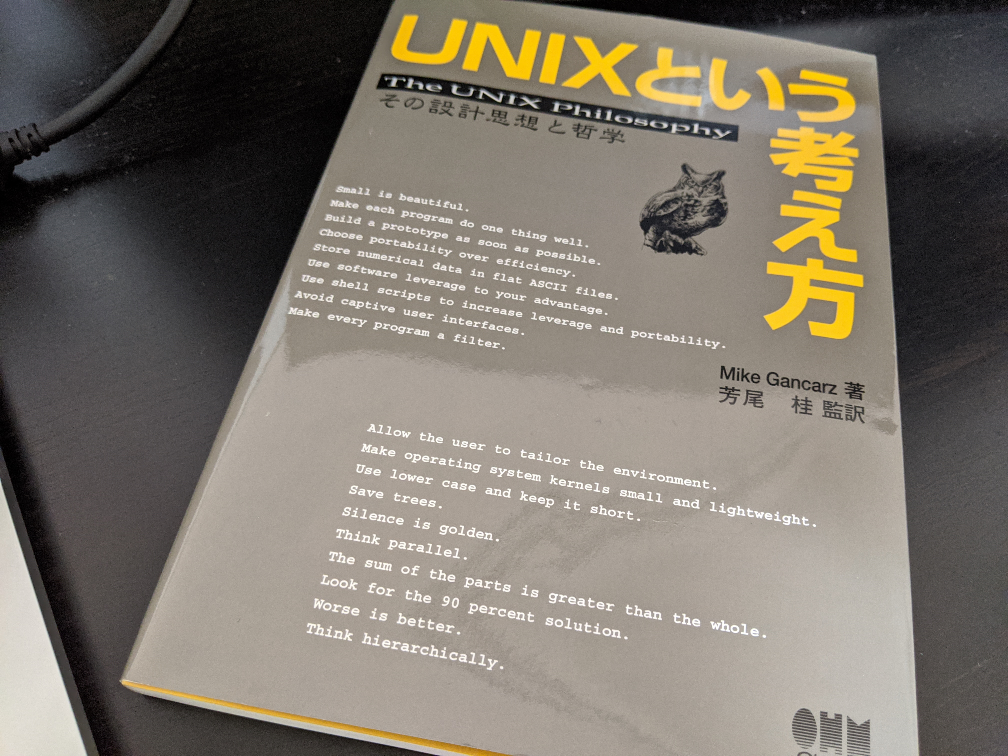 UNIXという考え方
The UNIX Philosophy
その設計思想と哲学
Small is beautiful.
Make each program do one thing well.
Build a prototype as soon as possible.
Choose portability over efficiency.
Store numerical data in flat ASCII files.
Use software leverage to your advantage.
Use shell scripts to increase leverage and portability.
Avoid captive user interfaces.
Make every program a filter.
Mike Gancarz 著
芳尾 桂 監訳
Allow the user to tailor the environment.
Make operating system kernels small and lightweight.
Use lower case and keep it short.
Save trees.
Silence is golden.
Think parallel.
The sum of the parts is greater than the whole.
Look for the 90 percent solution.
Worse is better.
Think hierarchically.
OHM